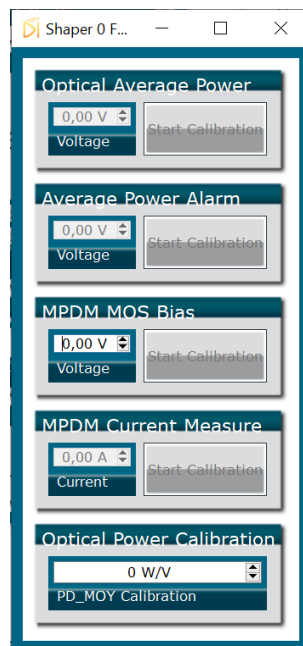 Shaper 0 F...
Optical Average Power
0,00 V
Start Calibration
Voltage
Average Power Alarm
0,00 V
Start Calibration
Voltage
MPDM MOS Bias
0,00 V
Start Calibration
Voltage
MPDM Current Measure
0,00 A
Start Calibration
Current
Optical Power Calibration
0 W/V
PD_MOY Calibration